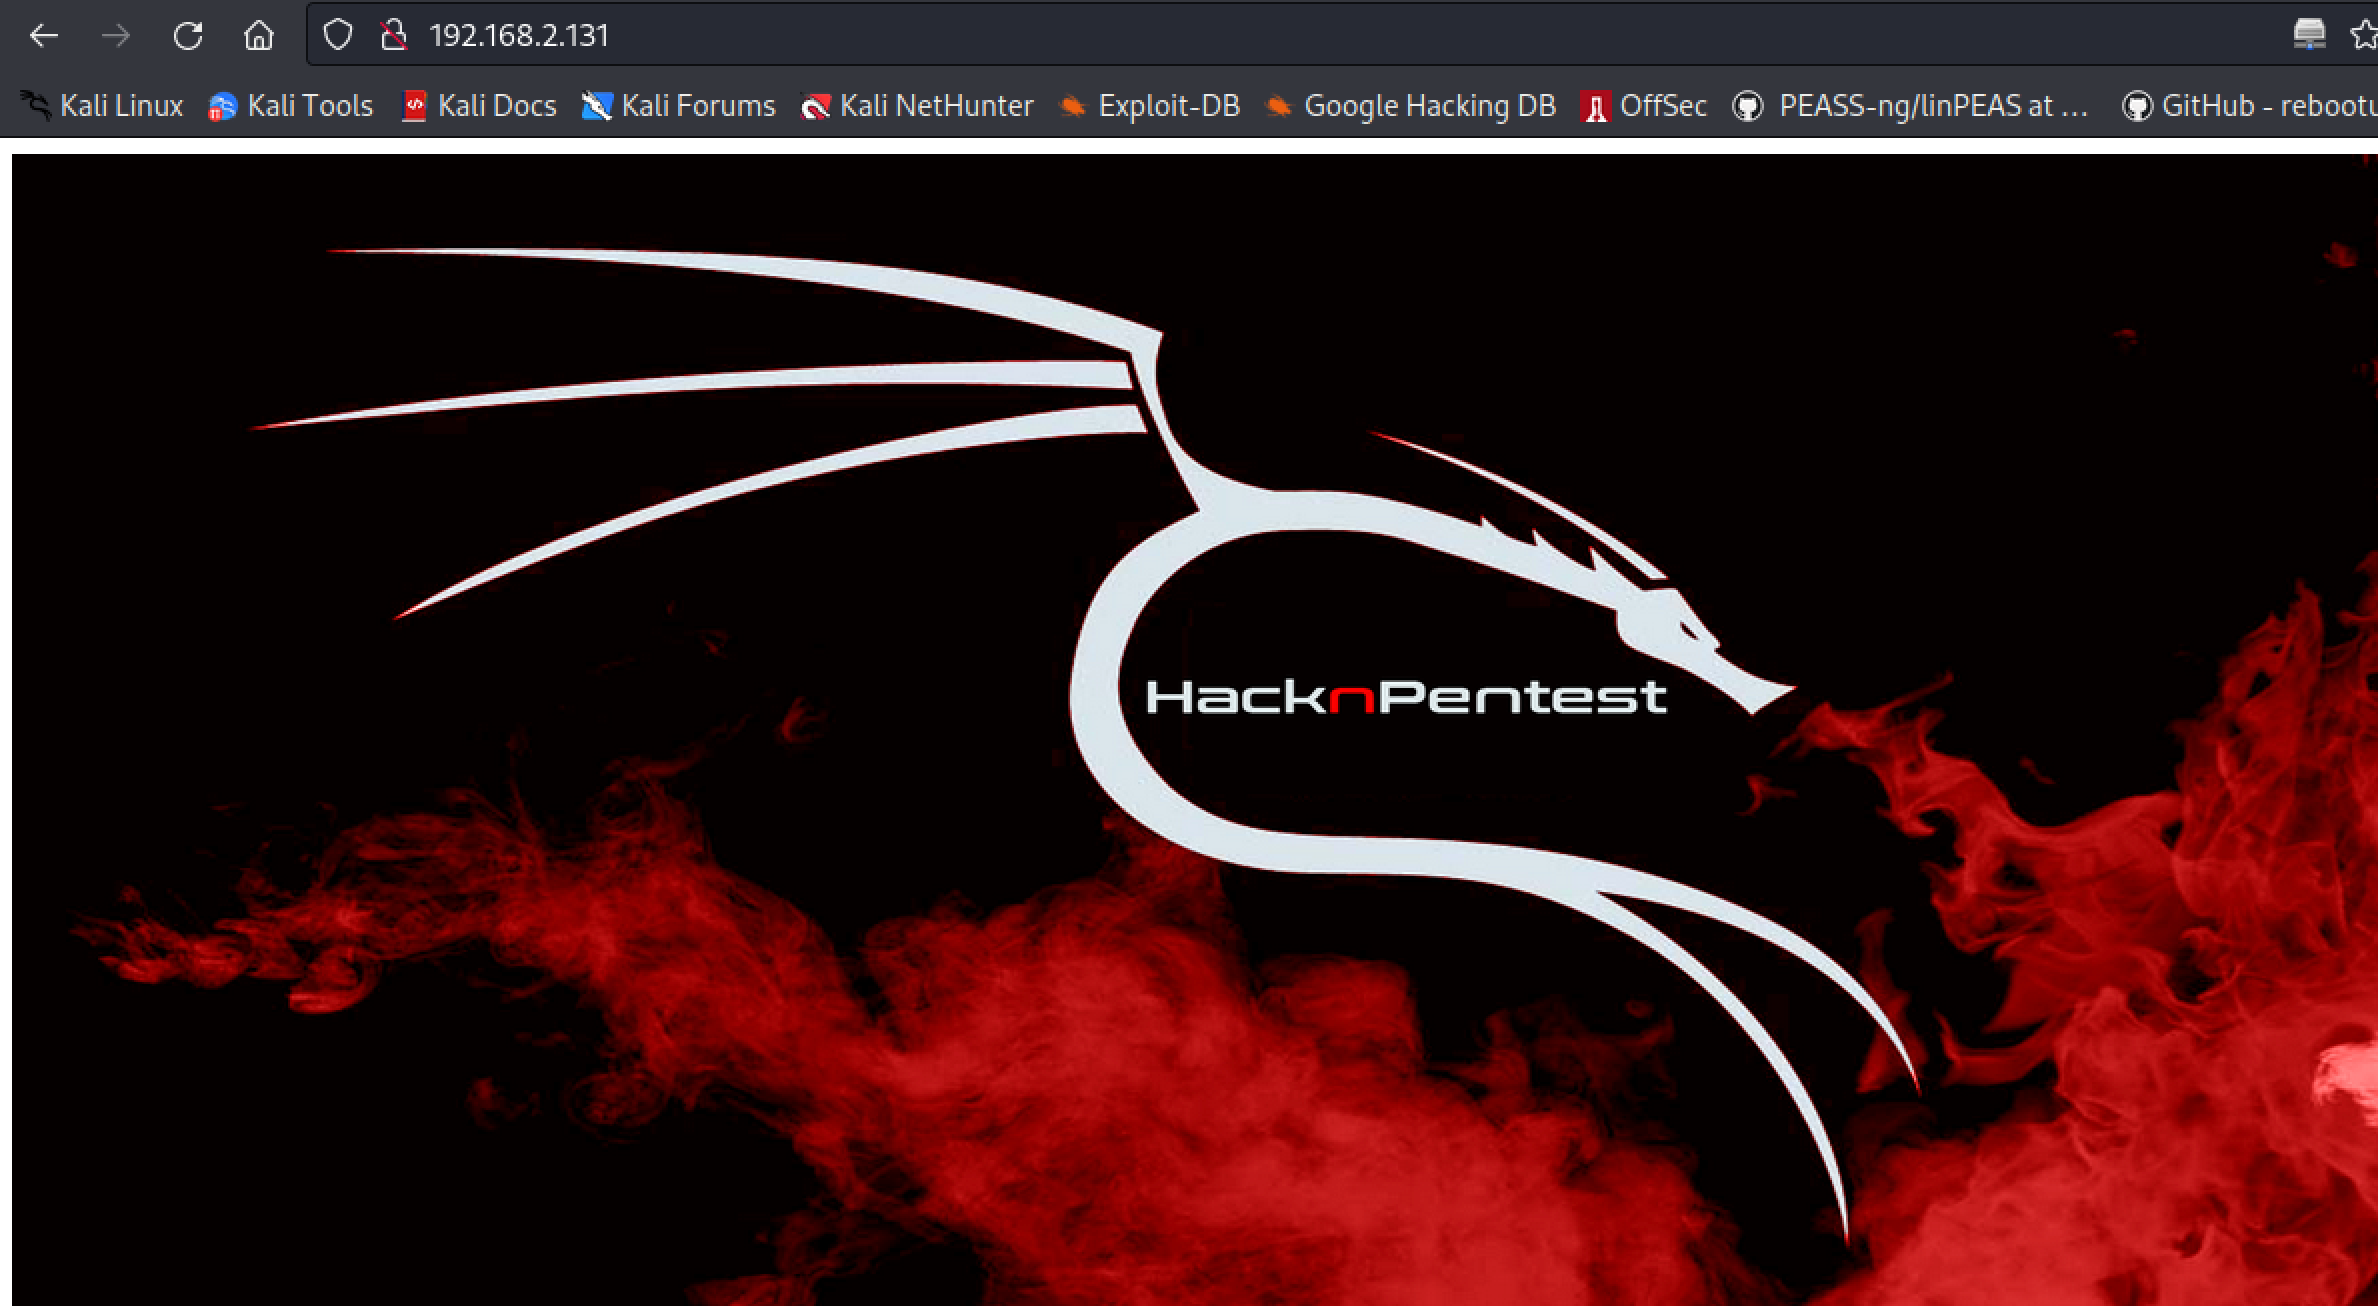 192.168.2.131
Kali Linux Kali Tools Kali Docs Kali Forums Kali NetHunter Exploit-DB Google Hacking DB OffSec PEASS-ng/linPEAS at … GitHub - rebootu
HacknPentest